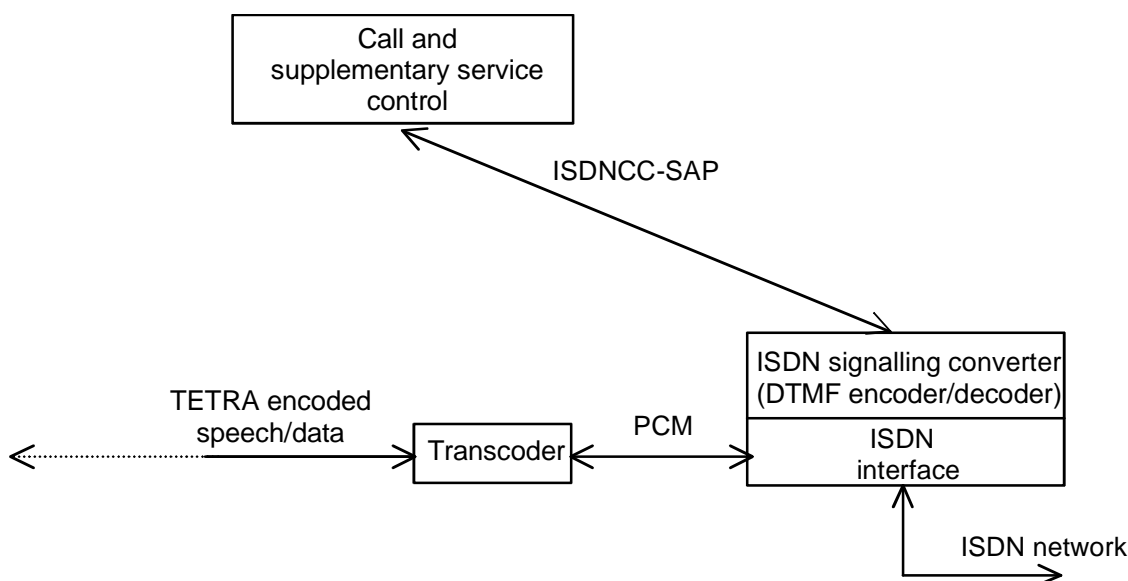 Call and
supplementary service
control
ISDNCC-SAP
ISDN signalling converter
(DTMF encoder/decoder)
TETRA encoded
speech/data
Transcoder
PCM
ISDN
interface
ISDN network